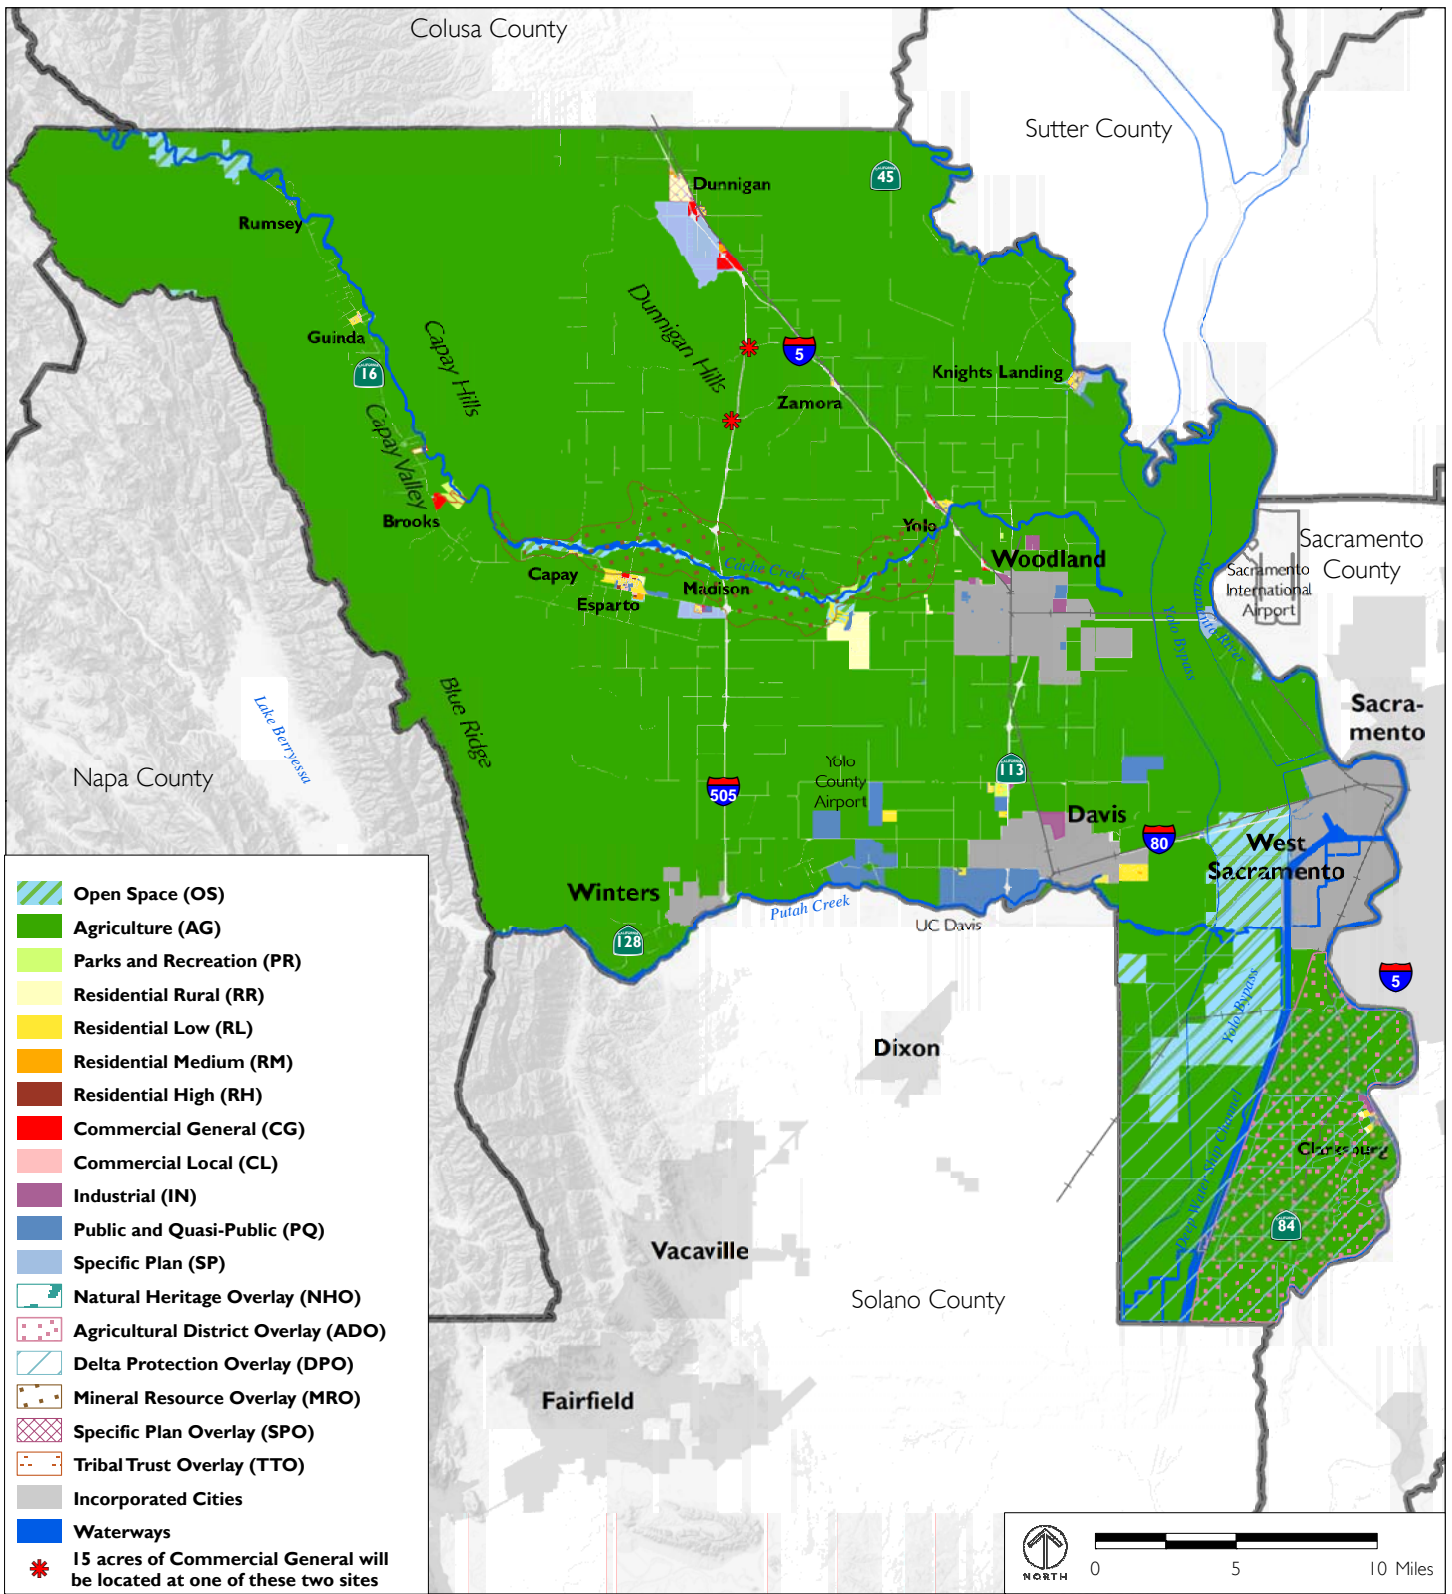 Colusa County
Sutter County
45
Dunnigan
Rumsey
Dunnigan Hills
Guinda
Capay Hills
16
5
Knights Landing
Zamora
Capay Valley
Brooks
Yolo
Woodland
Sacramento
County
Sacramento
International
Airport
Capay
Cache Creek
Madison
Esparto
Sacramento River
Yolo Bypass
Blue Ridge
Lake Berryessa
Sacra-
mento
Napa County
505
Yolo
County
Airport
113
Davis
80
West
Sacramento
Winters
Putah Creek
UC Davis
128
5
Yolo Bypass
Dixon
Deep Water Ship Channel
Clarksburg
84
Vacaville
Solano County
Fairfield
Open Space (OS)
Agriculture (AG)
Parks and Recreation (PR)
Residential Rural (RR)
Residential Low (RL)
Residential Medium (RM)
Residential High (RH)
Commercial General (CG)
Commercial Local (CL)
Industrial (IN)
Public and Quasi-Public (PQ)
Specific Plan (SP)
Natural Heritage Overlay (NHO)
Agricultural District Overlay (ADO)
Delta Protection Overlay (DPO)
Mineral Resource Overlay (MRO)
Specific Plan Overlay (SPO)
Tribal Trust Overlay (TTO)
Incorporated Cities
Waterways
15 acres of Commercial General will
be located at one of these two sites
NORTH
0 5 10 Miles